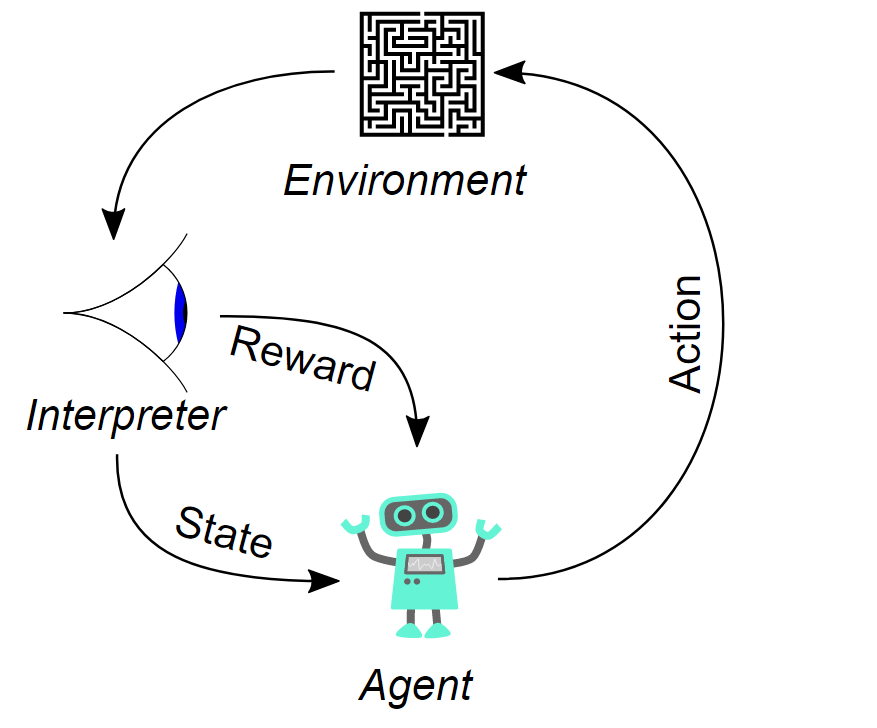 Environment
Action
Reward
Interpreter
State
Agent